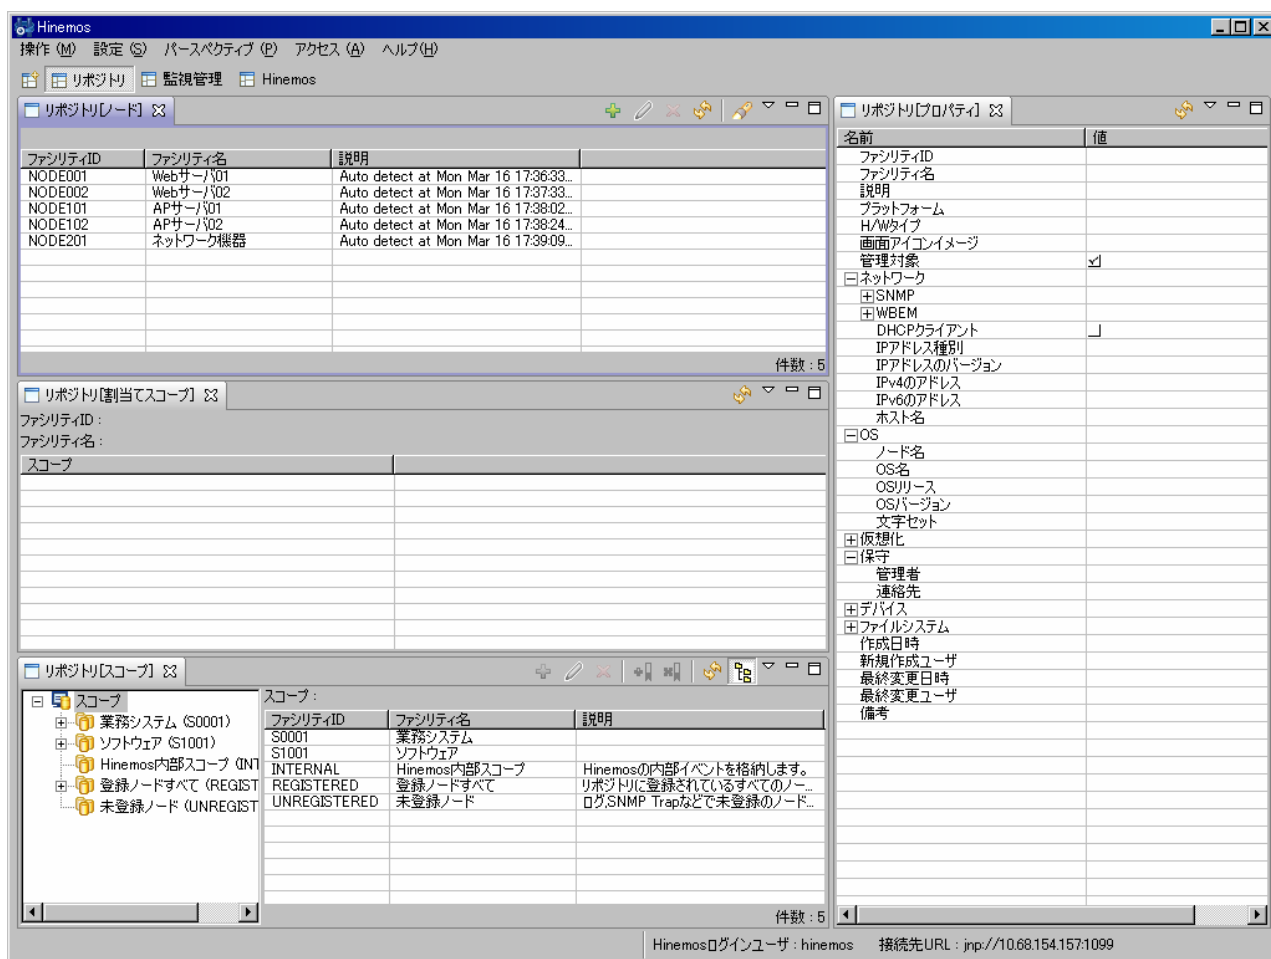 Hinemos
操作 (M) 設定 (S) パースペクティブ (P) アクセス (A) ヘルプ(H)
リポジトリ 監視管理 Hinemos
リポジトリ[ノード]
ファシリティID ファシリティ名 説明
NODE001 Webサーバ01 Auto detect at Mon Mar 16 17:36:33...
NODE002 Webサーバ02 Auto detect at Mon Mar 16 17:37:33...
NODE101 APサーバ01 Auto detect at Mon Mar 16 17:38:02...
NODE102 APサーバ02 Auto detect at Mon Mar 16 17:38:24...
NODE201 ネットワーク機器 Auto detect at Mon Mar 16 17:39:09...
件数 : 5
リポジトリ[割当てスコープ]
ファシリティID :
ファシリティ名 :
スコープ
リポジトリ[スコープ]
スコープ
業務システム (S0001)
ソフトウェア (S1001)
Hinemos内部スコープ (INT
登録ノードすべて (REGIST
未登録ノード (UNREGIST
スコープ :
ファシリティID ファシリティ名 説明
S0001 業務システム
S1001 ソフトウェア
INTERNAL Hinemos内部スコープ Hinemosの内部イベントを格納します。
REGISTERED 登録ノードすべて リポジトリに登録されているすべてのノー...
UNREGISTERED 未登録ノード ログ,SNMP Trapなどで未登録のノード...
件数 : 5
リポジトリ[プロパティ]
名前 値
ファシリティID
ファシリティ名
説明
プラットフォーム
H/Wタイプ
画面アイコンイメージ
管理対象
ネットワーク
SNMP
WBEM
DHCPクライアント
IPアドレス種別
IPアドレスのバージョン
IPv4のアドレス
IPv6のアドレス
ホスト名
OS
ノード名
OS名
OSリリース
OSバージョン
文字セット
仮想化
保守
管理者
連絡先
デバイス
ファイルシステム
作成日時
新規作成ユーザ
最終変更日時
最終変更ユーザ
備考
Hinemosログインユーザ : hinemos 接続先URL : jnp://10.68.154.157:1099